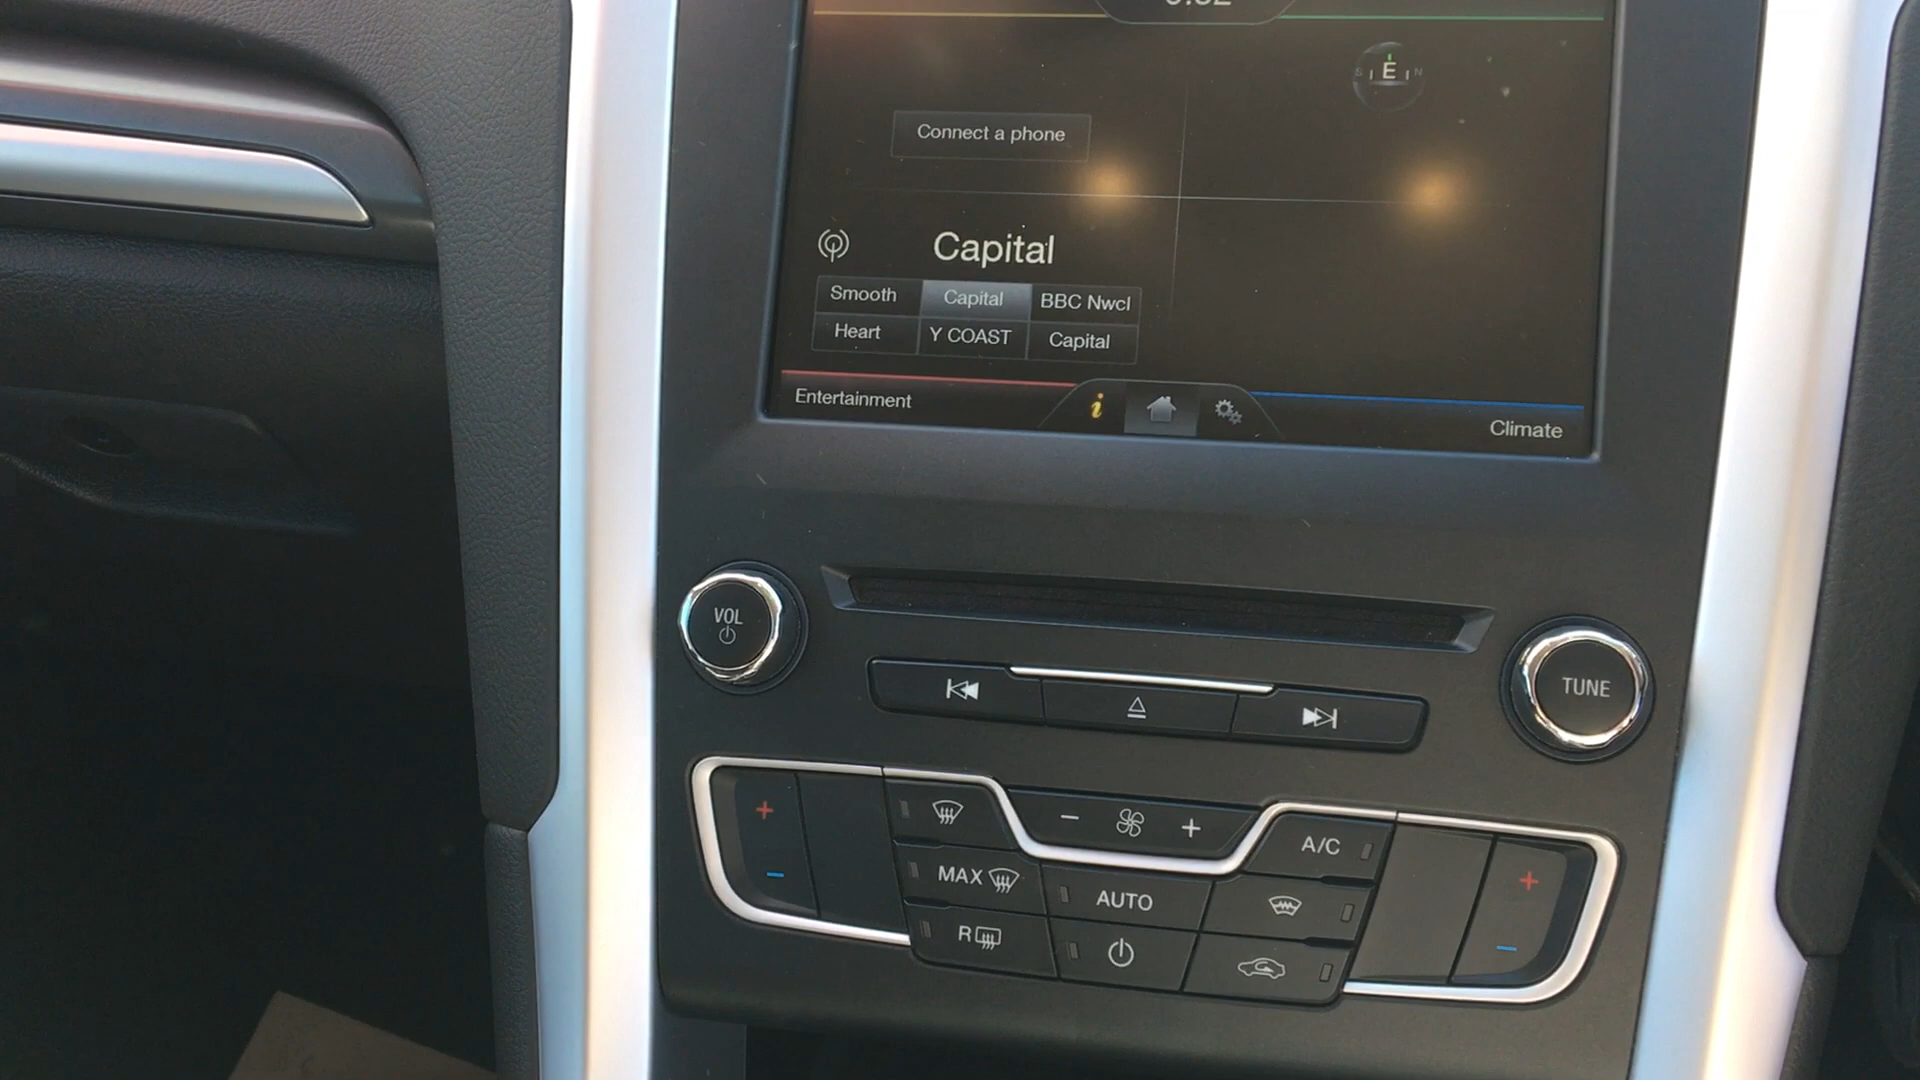 S E N
Connect a phone
Capital
Smooth Capital BBC Nwcl
Heart Y COAST Capital
Entertainment i Climate
VOL
TUNE
+ - + A/C +
MAX
- AUTO
R -